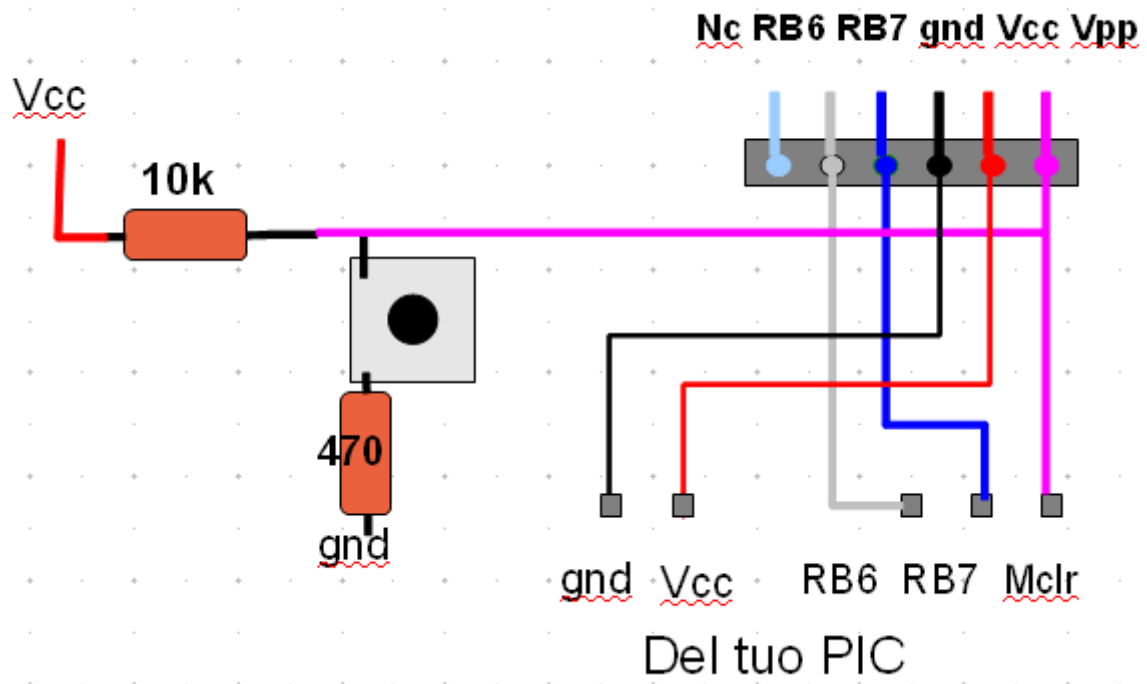 Nc RB6 RB7 gnd Vcc Vpp
Vcc
10k
470
gnd
gnd Vcc RB6 RB7 Mclr
Del tuo PIC